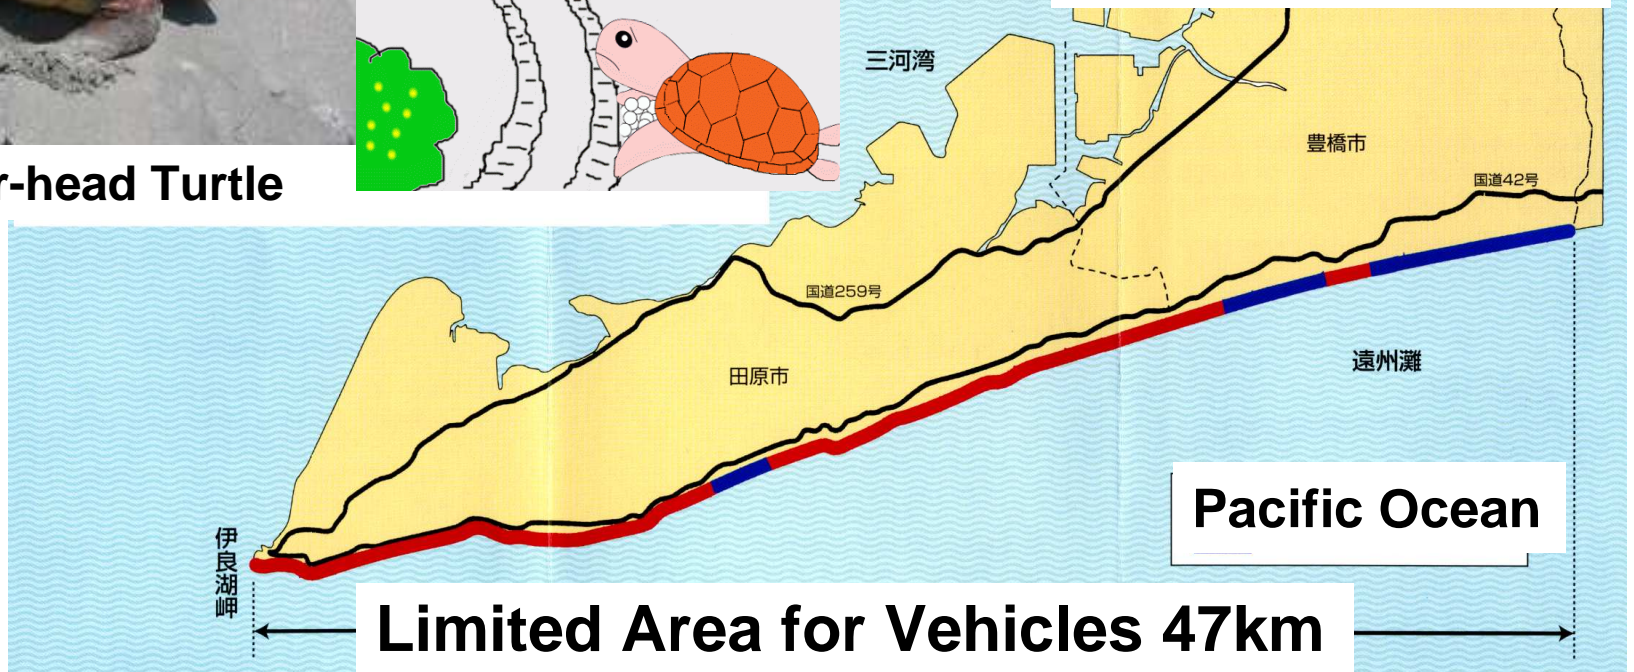 三河湾
豊橋市
国道42号
r-head Turtle
国道259号
田原市
遠州灘
Pacific Ocean
伊良湖岬
Limited Area for Vehicles 47km